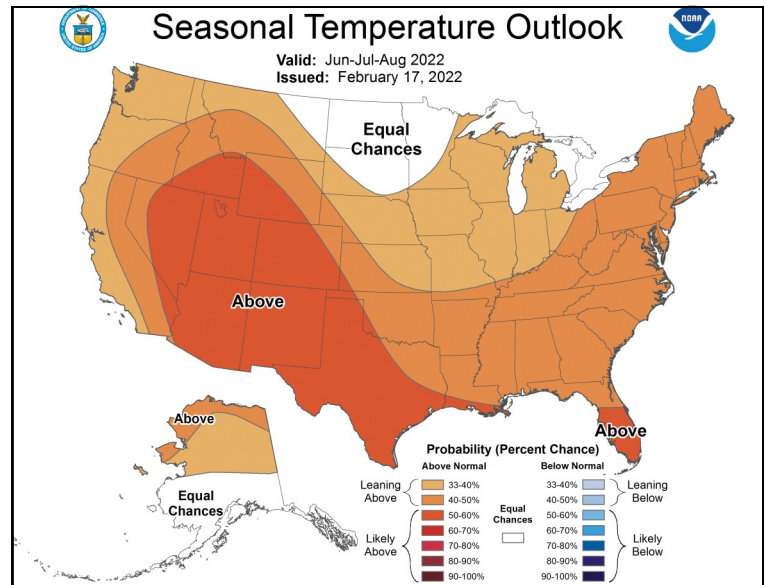 Seasonal Temperature Outlook
NOAA
Valid: Jun-Jul-Aug 2022
Issued: February 17, 2022
Equal
Chances
Above
Above
Equal
Chances
Above
Probability (Percent Chance)
Above Normal
Below Normal
Leaning
Above
33-40%
40-50%
Likely
Above
50-60%
60-70%
70-80%
80-90%
90-100%
Equal
Chances
33-40%
40-50%
Leaning
Below
50-60%
60-70%
70-80%
80-90%
90-100%
Likely
Below